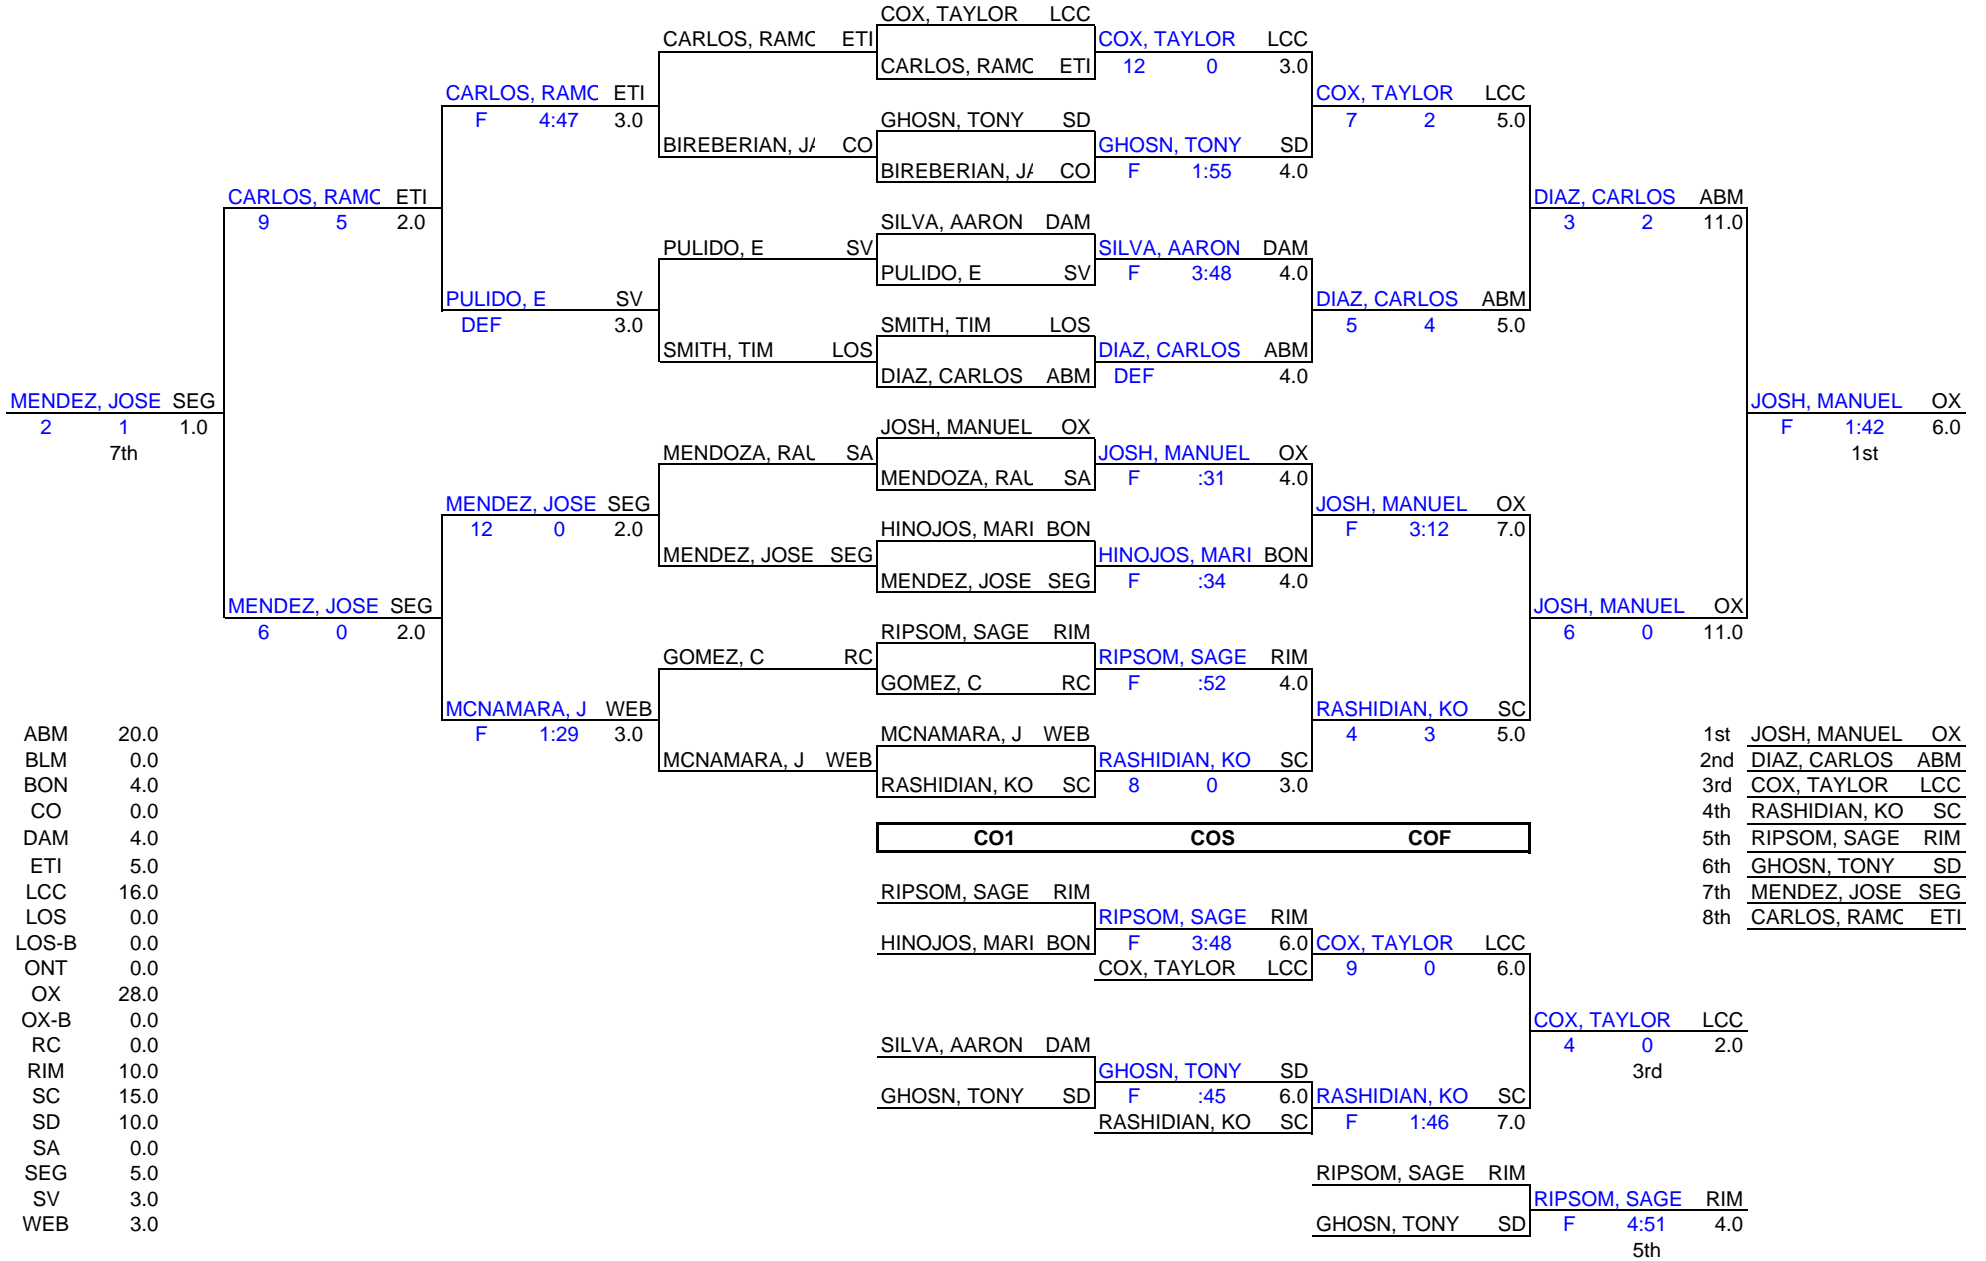 COX, TAYLOR LCC
CARLOS, RAMC ETI COX, TAYLOR LCC
CARLOS, RAMC ETI 12 0 3.0
CARLOS, RAMC ETI COX, TAYLOR LCC
F 4:47 3.0 GHOSN, TONY SD 7 2 5.0
BIREBERIAN, JA CO GHOSN, TONY SD
BIREBERIAN, JA CO F 1:55 4.0
CARLOS, RAMC ETI DIAZ, CARLOS ABM
9 5 2.0 SILVA, AARON DAM 3 2 11.0
PULIDO, E SV SILVA, AARON DAM
PULIDO, E SV F 3:48 4.0
PULIDO, E SV DIAZ, CARLOS ABM
DEF 3.0 SMITH, TIM LOS 5 4 5.0
SMITH, TIM LOS DIAZ, CARLOS ABM
DIAZ, CARLOS ABM DEF 4.0
MENDEZ, JOSE SEG JOSH, MANUEL OX
2 1 1.0 JOSH, MANUEL OX F 1:42 6.0
7th MENDOZA, RAU SA JOSH, MANUEL OX 1st
MENDOZA, RAU SA F :31 4.0
MENDEZ, JOSE SEG JOSH, MANUEL OX
12 0 2.0 HINOJOS, MARI BON F 3:12 7.0
MENDEZ, JOSE SEG HINOJOS, MARI BON
MENDEZ, JOSE SEG F :34 4.0
MENDEZ, JOSE SEG JOSH, MANUEL OX
6 0 2.0 RIPSOM, SAGE RIM 6 0 11.0
GOMEZ, C RC RIPSOM, SAGE RIM
GOMEZ, C RC F :52 4.0
MCNAMARA, J WEB RASHIDIAN, KO SC
ABM 20.0 F 1:29 3.0 MCNAMARA, J WEB 4 3 5.0 1st JOSH, MANUEL OX
BLM 0.0 MCNAMARA, J WEB RASHIDIAN, KO SC 2nd DIAZ, CARLOS ABM
BON 4.0 RASHIDIAN, KO SC 8 0 3.0 3rd COX, TAYLOR LCC
CO 0.0 4th RASHIDIAN, KO SC
DAM 4.0 CO1 COS COF 5th RIPSOM, SAGE RIM
ETI 5.0 6th GHOSN, TONY SD
LCC 16.0 RIPSOM, SAGE RIM 7th MENDEZ, JOSE SEG
LOS 0.0 RIPSOM, SAGE RIM 8th CARLOS, RAMC ETI
LOS-B 0.0 HINOJOS, MARI BON F 3:48 6.0 COX, TAYLOR LCC
ONT 0.0 COX, TAYLOR LCC 9 0 6.0
OX 28.0
OX-B 0.0 COX, TAYLOR LCC
RC 0.0 SILVA, AARON DAM 4 0 2.0
RIM 10.0 GHOSN, TONY SD 3rd
SC 15.0 GHOSN, TONY SD F :45 6.0 RASHIDIAN, KO SC
SD 10.0 RASHIDIAN, KO SC F 1:46 7.0
SA 0.0
SEG 5.0 RIPSOM, SAGE RIM
SV 3.0 RIPSOM, SAGE RIM
WEB 3.0 GHOSN, TONY SD F 4:51 4.0
5th